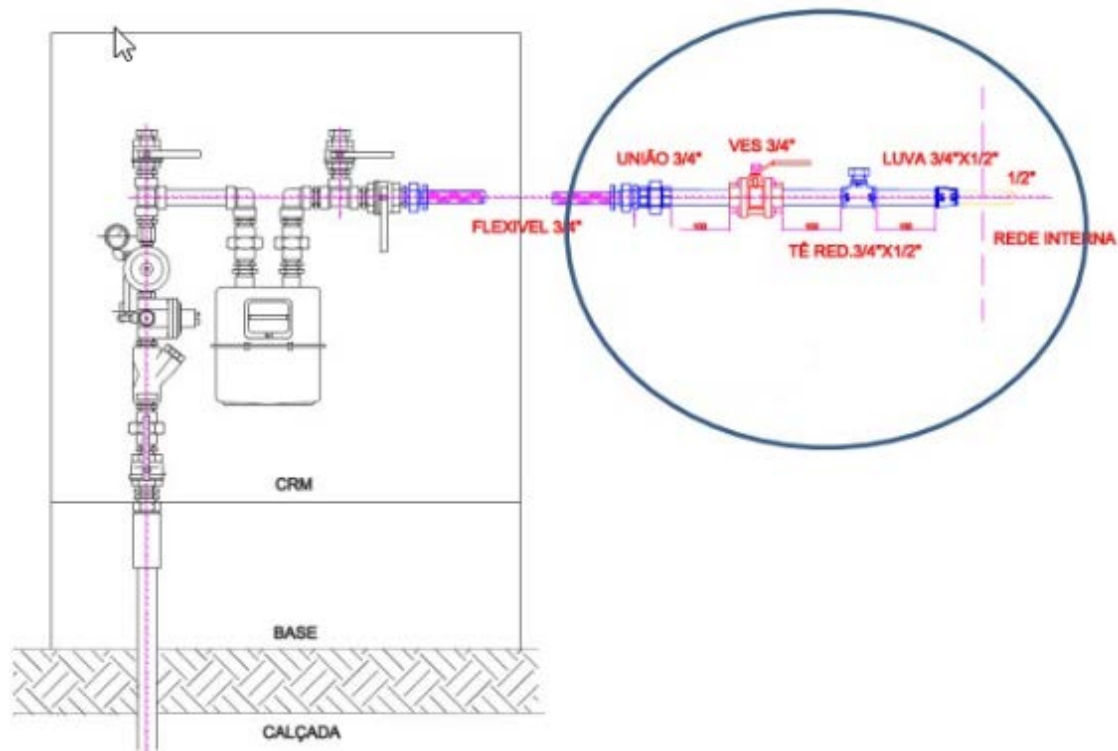 UNIÃO 3/4"
VES 3/4"
LUVA 3/4"X1/2"
1/2"
FLEXIVEL 3/4"
TÊ RED.3/4"X1/2"
REDE INTERNA
CRM
BASE
CALÇADA